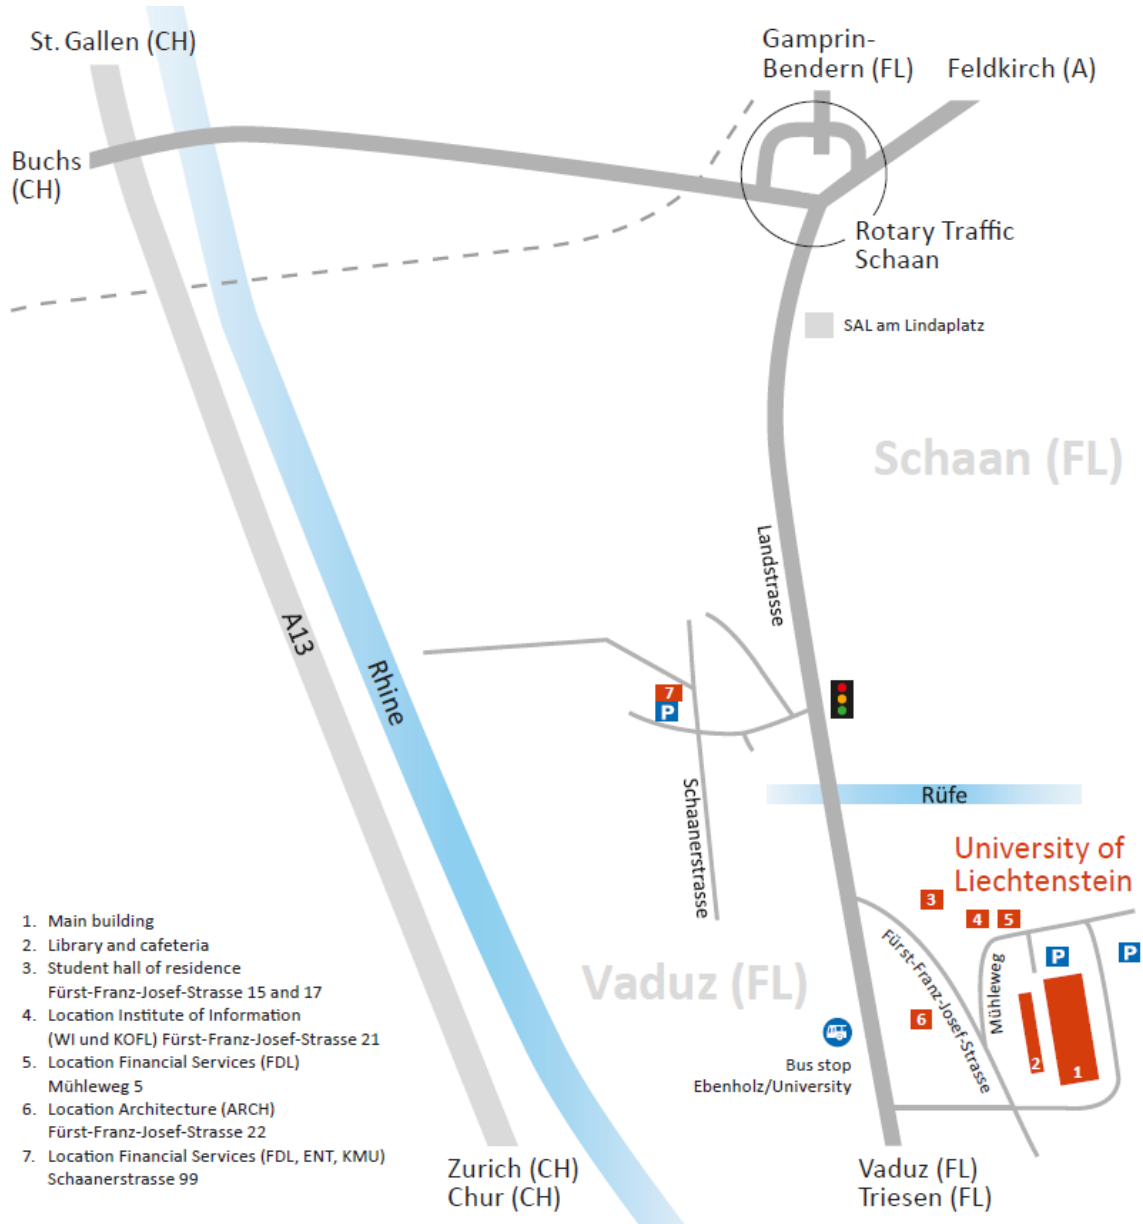 St. Gallen (CH)
Gamprin-
Bendern (FL)
Feldkirch (A)
Buchs
(CH)
Rotary Traffic
Schaan
SAL am Lindaplatz
Schaan (FL)
Landstrasse
A13
Rhine
7
P
Schaanerstrasse
Rüfe
University of
Liechtenstein
3
4
5
P
P
Fürst-Franz-Josef-Strasse
Mühleweg
Vaduz (FL)
6
2
1
Bus stop
Ebenholz/University
1. Main building
2. Library and cafeteria
3. Student hall of residence
Fürst-Franz-Josef-Strasse 15 and 17
4. Location Institute of Information
(WI und KOFL) Fürst-Franz-Josef-Strasse 21
5. Location Financial Services (FDL)
Mühleweg 5
6. Location Architecture (ARCH)
Fürst-Franz-Josef-Strasse 22
7. Location Financial Services (FDL, ENT, KMU)
Schaanerstrasse 99
Zurich (CH)
Chur (CH)
Vaduz (FL)
Triesen (FL)